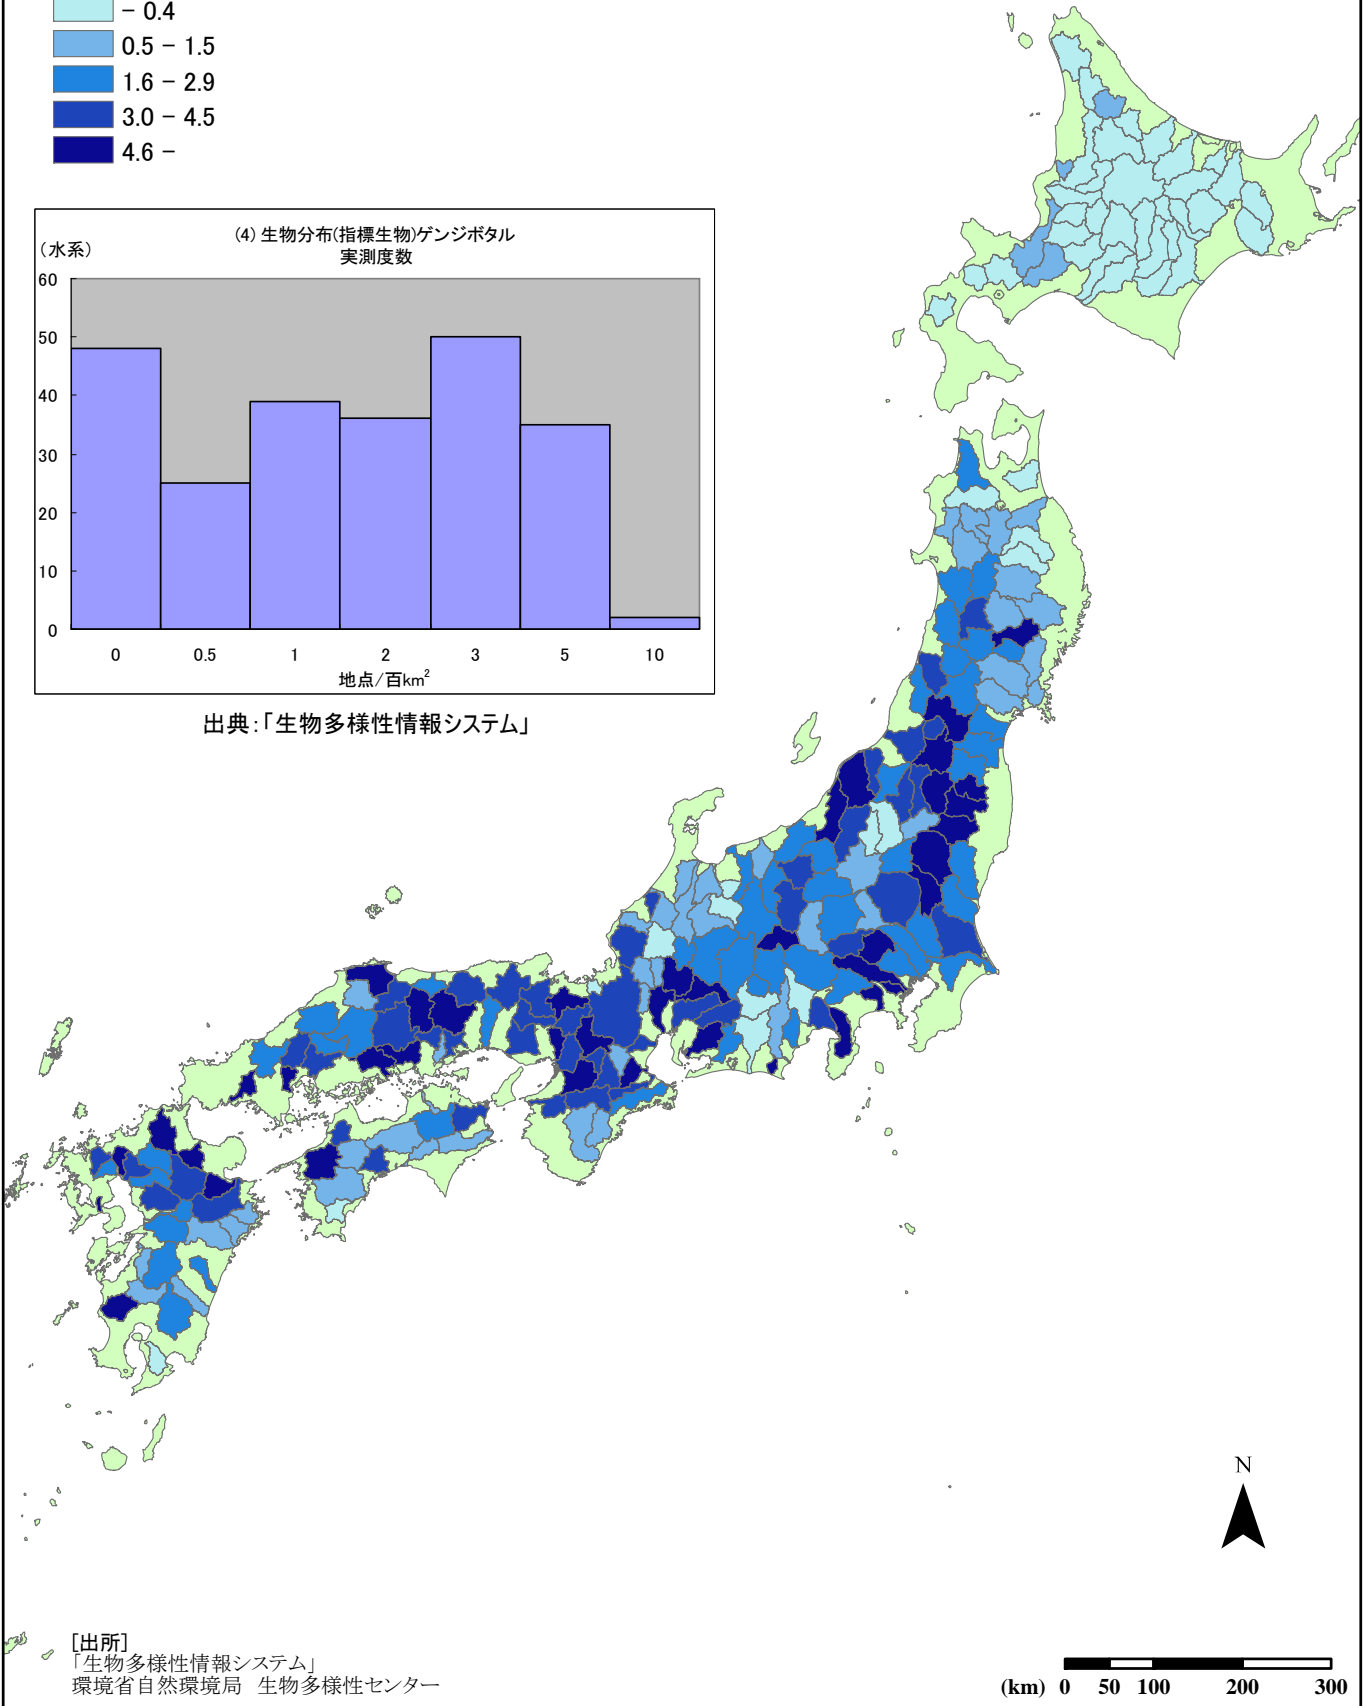 - 0.4
0.5 - 1.5
1.6 - 2.9
3.0 - 4.5
4.6 -
(4) 生物分布(指標生物)ゲンジボタル
実測度数
(水系)
60
50
40
30
20
10
0
0 0.5 1 2 3 5 10
地点/百km²
出典:「生物多様性情報システム」
N
[出所]
「生物多様性情報システム」
環境省自然環境局 生物多様性センター
(km) 0 50 100 200 300